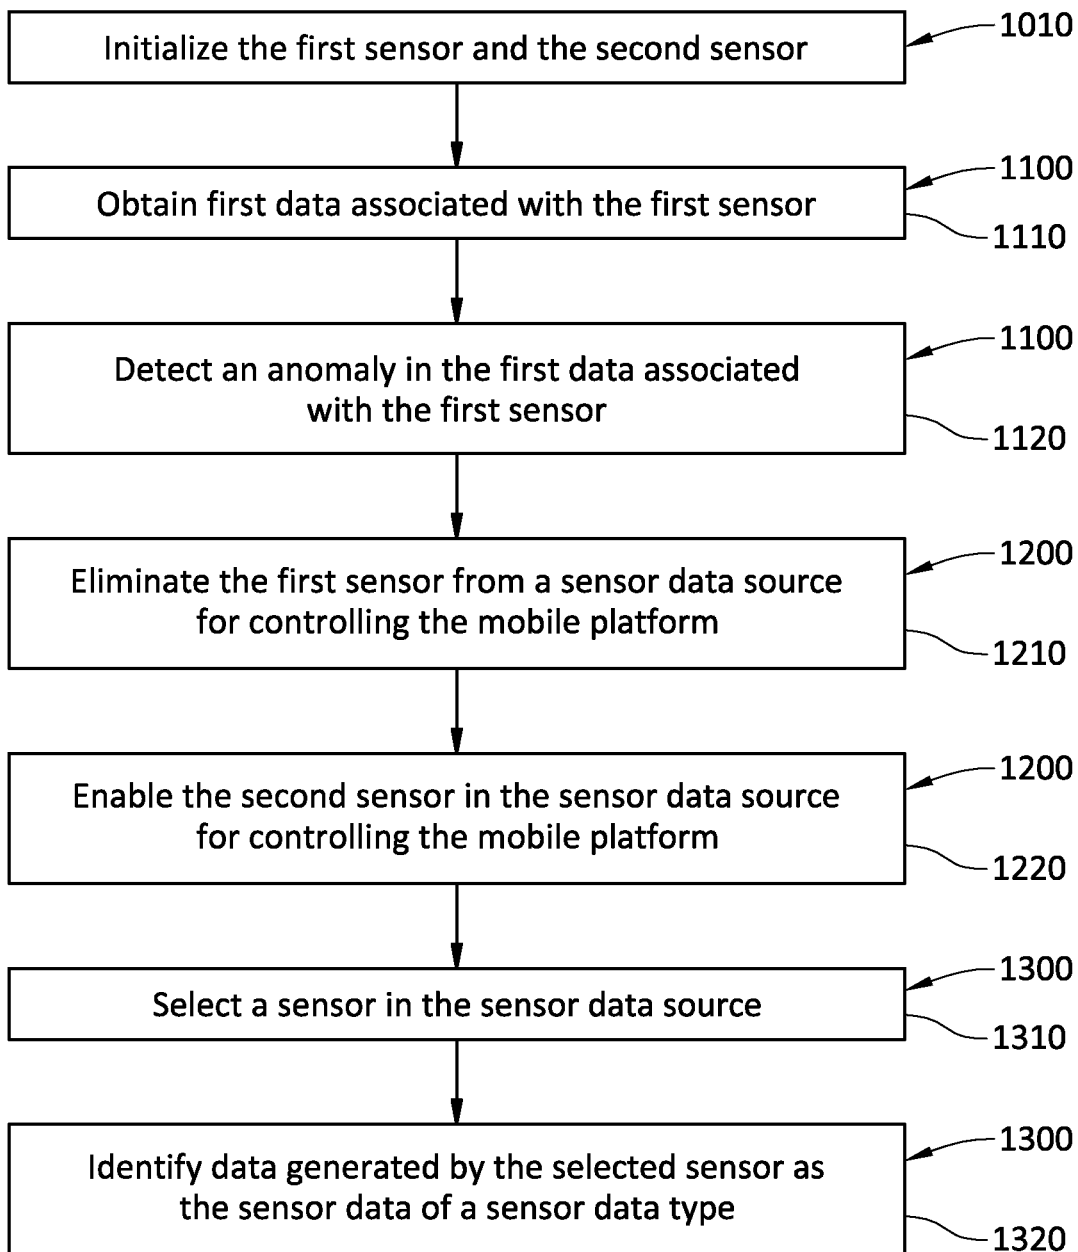 Initialize the first sensor and the second sensor
1010
Obtain first data associated with the first sensor
1100
1110
Detect an anomaly in the first data associated
with the first sensor
1100
1120
Eliminate the first sensor from a sensor data source
for controlling the mobile platform
1200
1210
Enable the second sensor in the sensor data source
for controlling the mobile platform
1200
1220
Select a sensor in the sensor data source
1300
1310
Identify data generated by the selected sensor as
the sensor data of a sensor data type
1300
1320